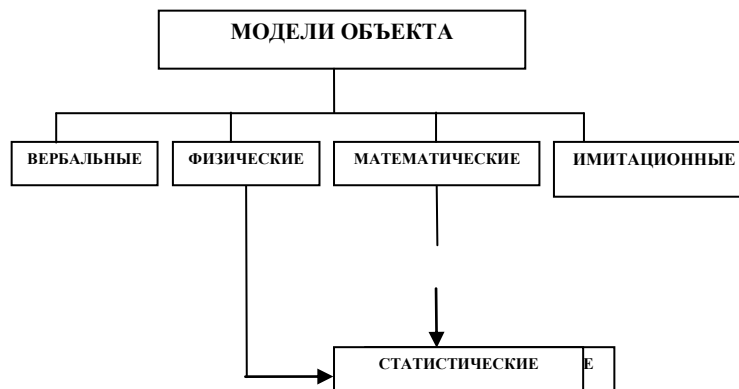 МОДЕЛИ ОБЪЕКТА
ВЕРБАЛЬНЫЕ
ФИЗИЧЕСКИЕ
МАТЕМАТИЧЕСКИЕ
ИМИТАЦИОННЫЕ
СТАТИСТИЧЕСКИЕ